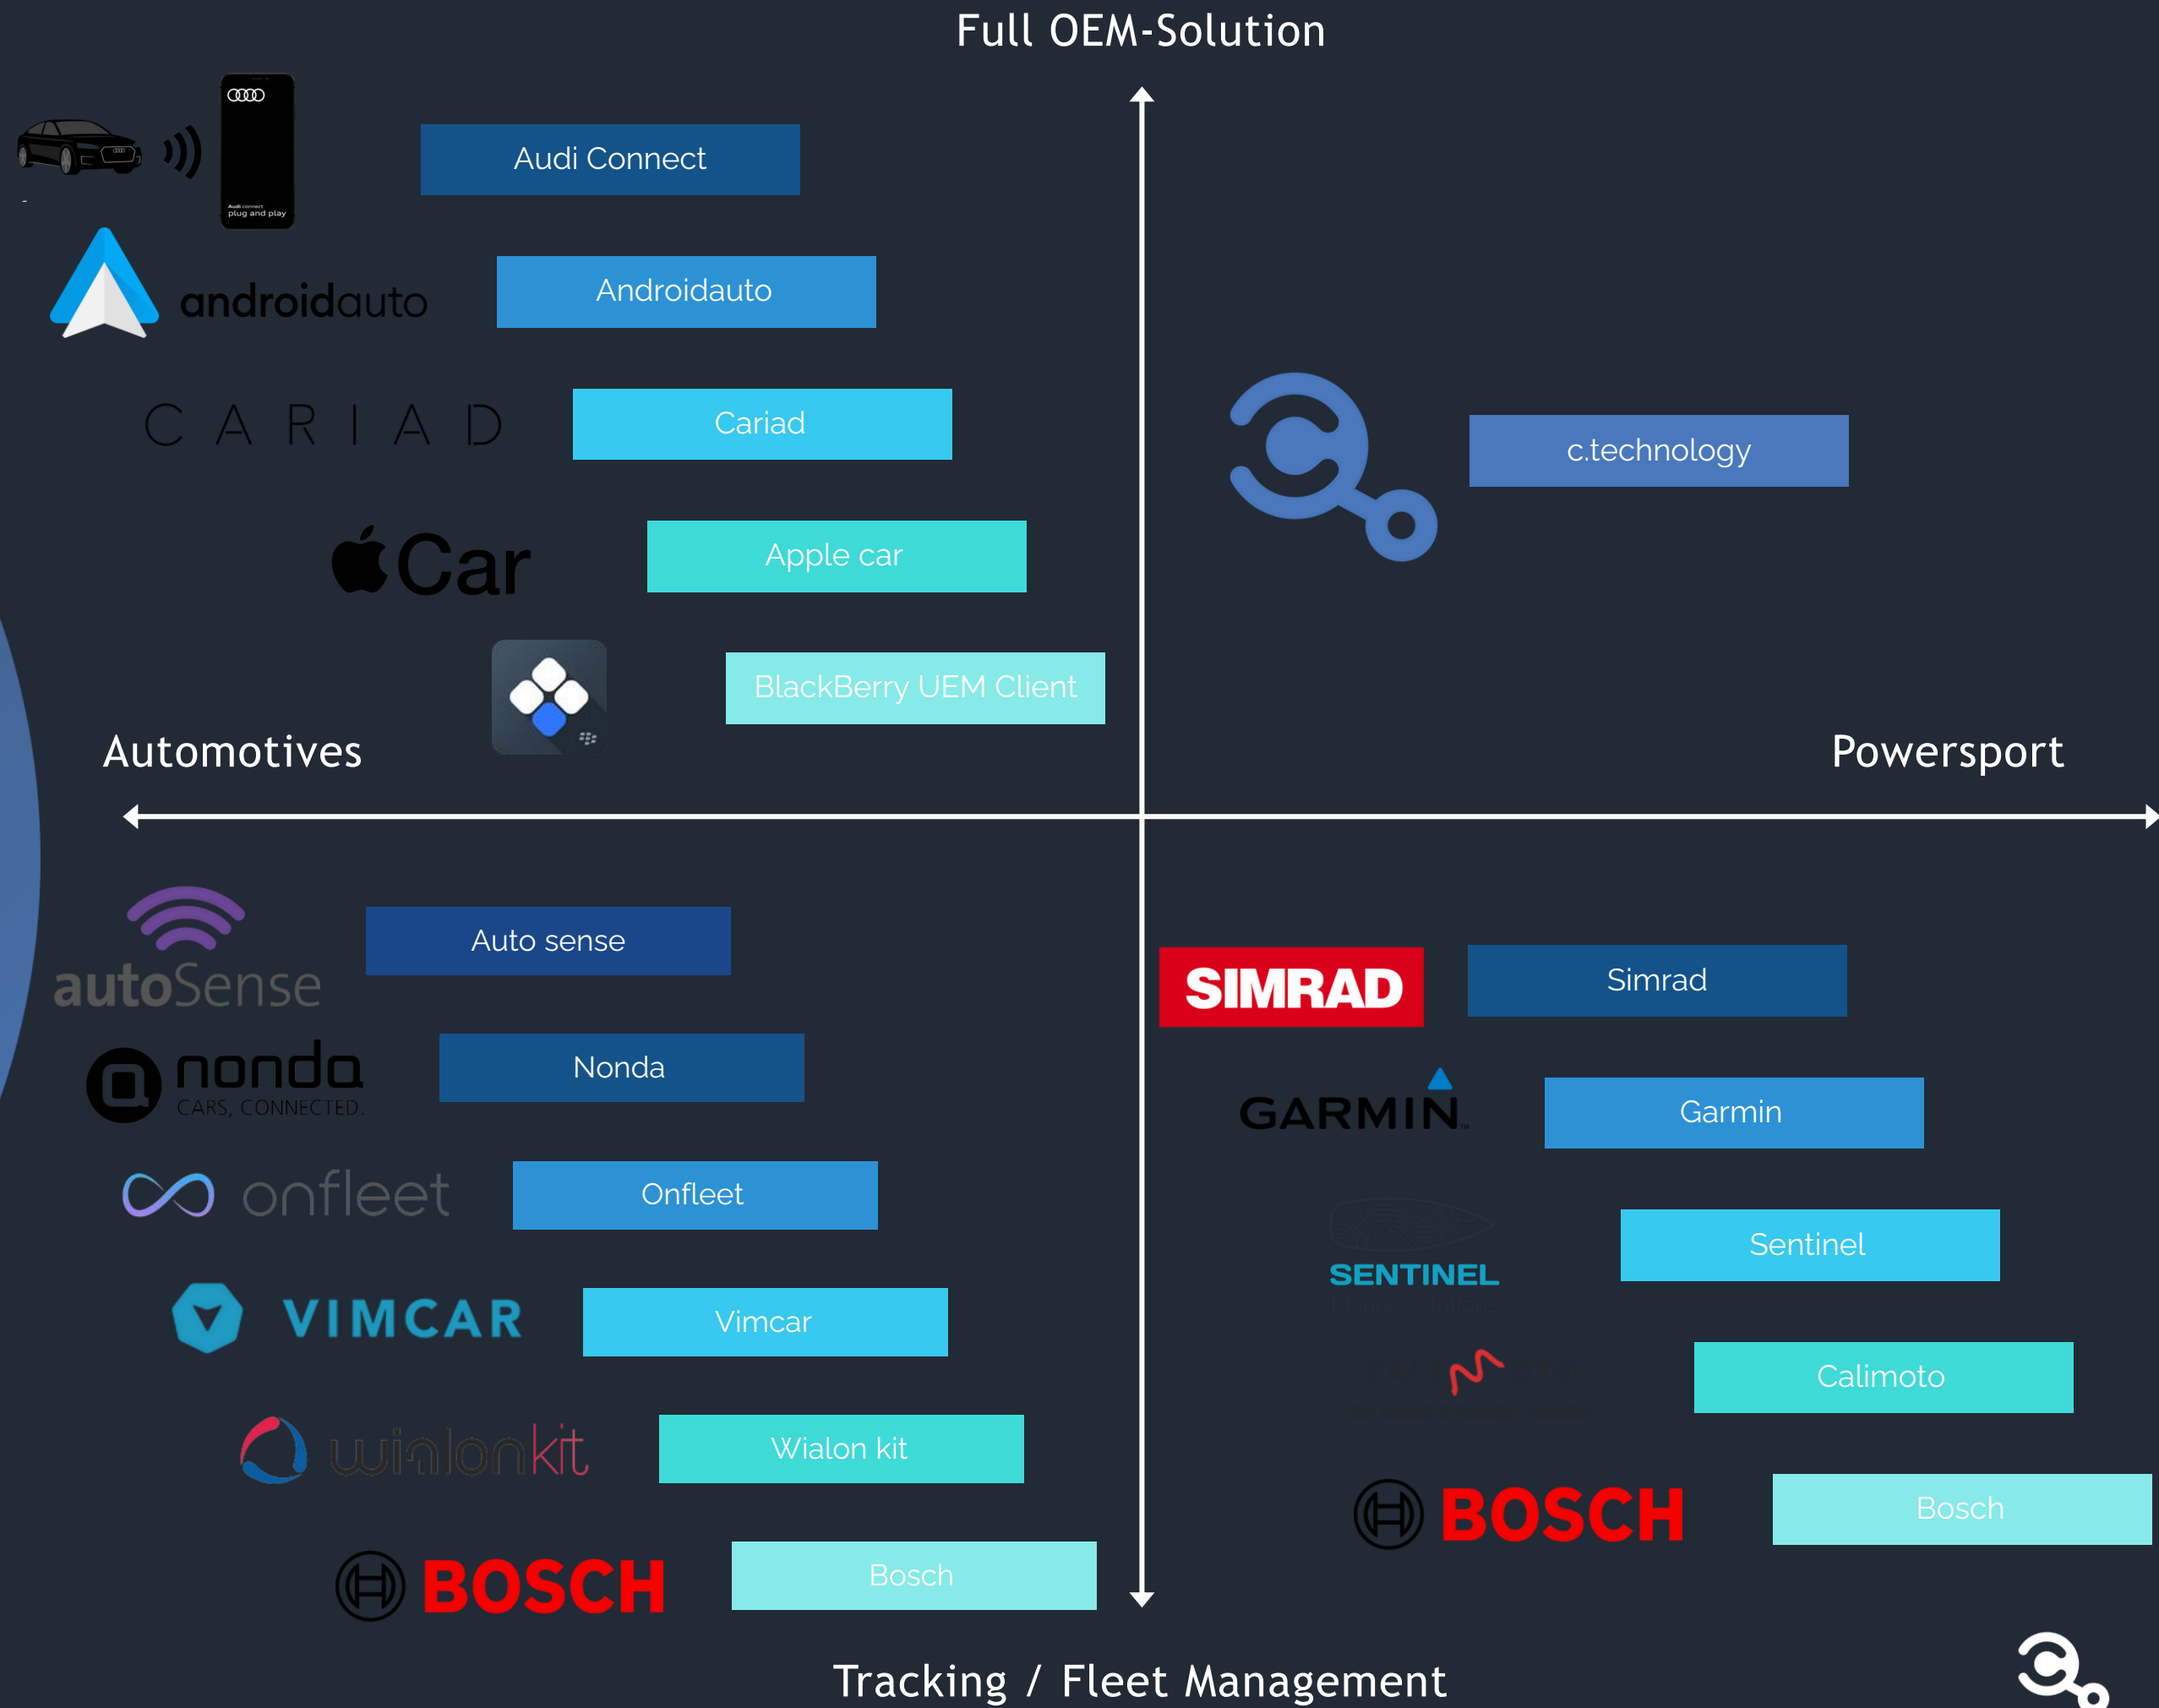 Full OEM-Solution
Audi connect
plug and play
Audi Connect
androidauto
Androidauto
CARIAD
Cariad
c.technology
Car
Apple car
BlackBerry UEM Client
Automotives
Powersport
autoSense
Auto sense
SIMRAD
Simrad
nonda
CARS, CONNECTED.
Nonda
GARMIN
Garmin
onfleet
Onfleet
SENTINEL
Sentinel
VIMCAR
Vimcar
Calimoto
wialonkit
Wialon kit
BOSCH
Bosch
BOSCH
Bosch
Tracking / Fleet Management